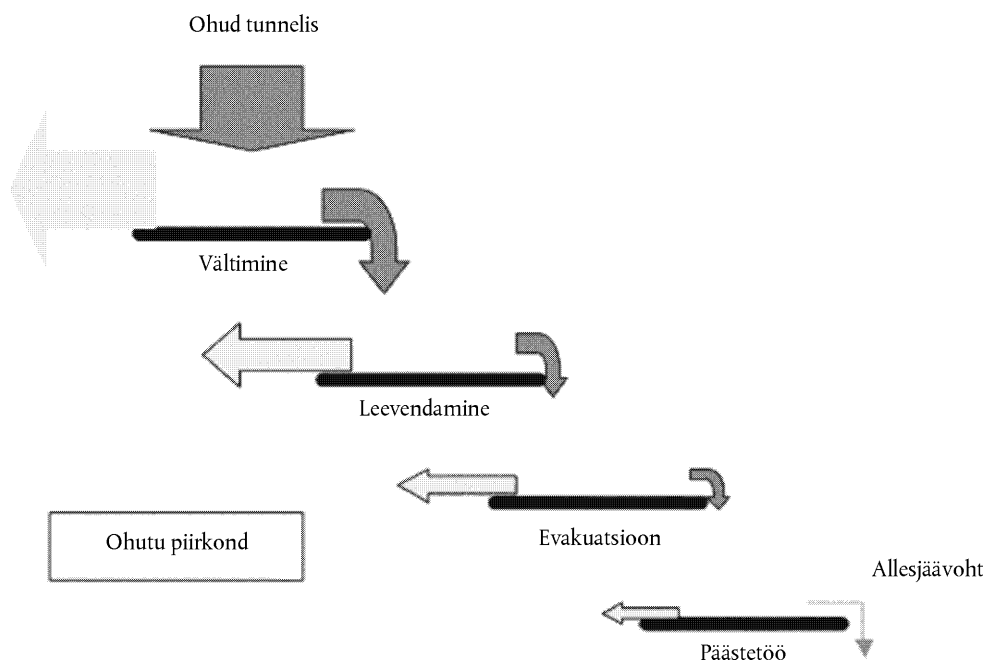 Ohud tunnelis
Vältimine
Leevendamine
Evakuatsioon
Ohutu piirkond
Allesjäävoht
Päästetöö